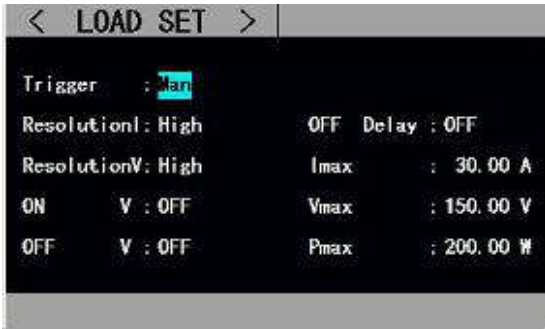 < LOAD SET >
Trigger : Man
ResolutionI: High OFF Delay : OFF
ResolutionV: High Imax : 30.00 A
ON V : OFF Vmax : 150.00 V
OFF V : OFF Pmax : 200.00 W